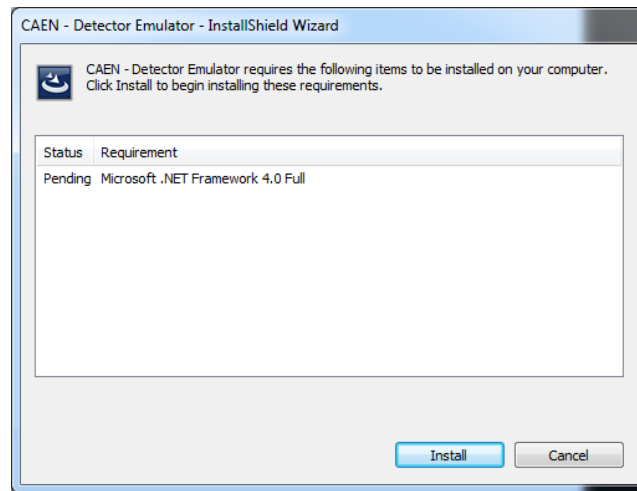 CAEN - Detector Emulator - InstallShield Wizard
CAEN - Detector Emulator requires the following items to be installed on your computer.
Click Install to begin installing these requirements.
Status Requirement
Pending Microsoft .NET Framework 4.0 Full
Install Cancel